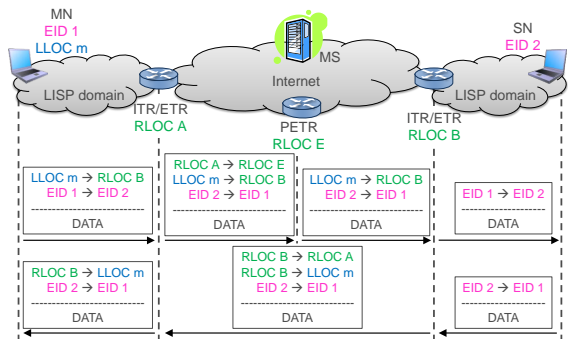 MN
EID 1
LLOC m
SN
EID 2
MS
Internet
LISP domain
LISP domain
ITR/ETR
RLOC A
PETR
RLOC E
ITR/ETR
RLOC B
LLOC m → RLOC B
EID 1 → EID 2
------------------------
DATA
RLOC A → RLOC E
LLOC m → RLOC B
EID 2 → EID 1
------------------------
DATA
LLOC m → RLOC B
EID 2 → EID 1
------------------------
DATA
EID 1 → EID 2
------------------------
DATA
RLOC B → LLOC m
EID 2 → EID 1
------------------------
DATA
RLOC B → RLOC A
RLOC B → LLOC m
EID 2 → EID 1
------------------------
DATA
EID 2 → EID 1
------------------------
DATA